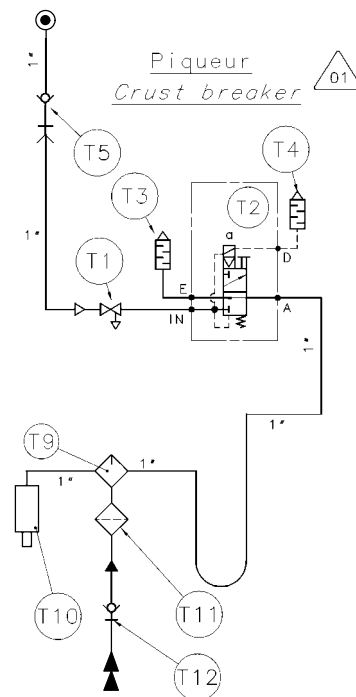 1"
Piqueur
Crust breaker
01
T5
T4
T3
T2
1"
a
T1
D
E
IN
A
1"
T9
1"
1"
T10
T11
T12